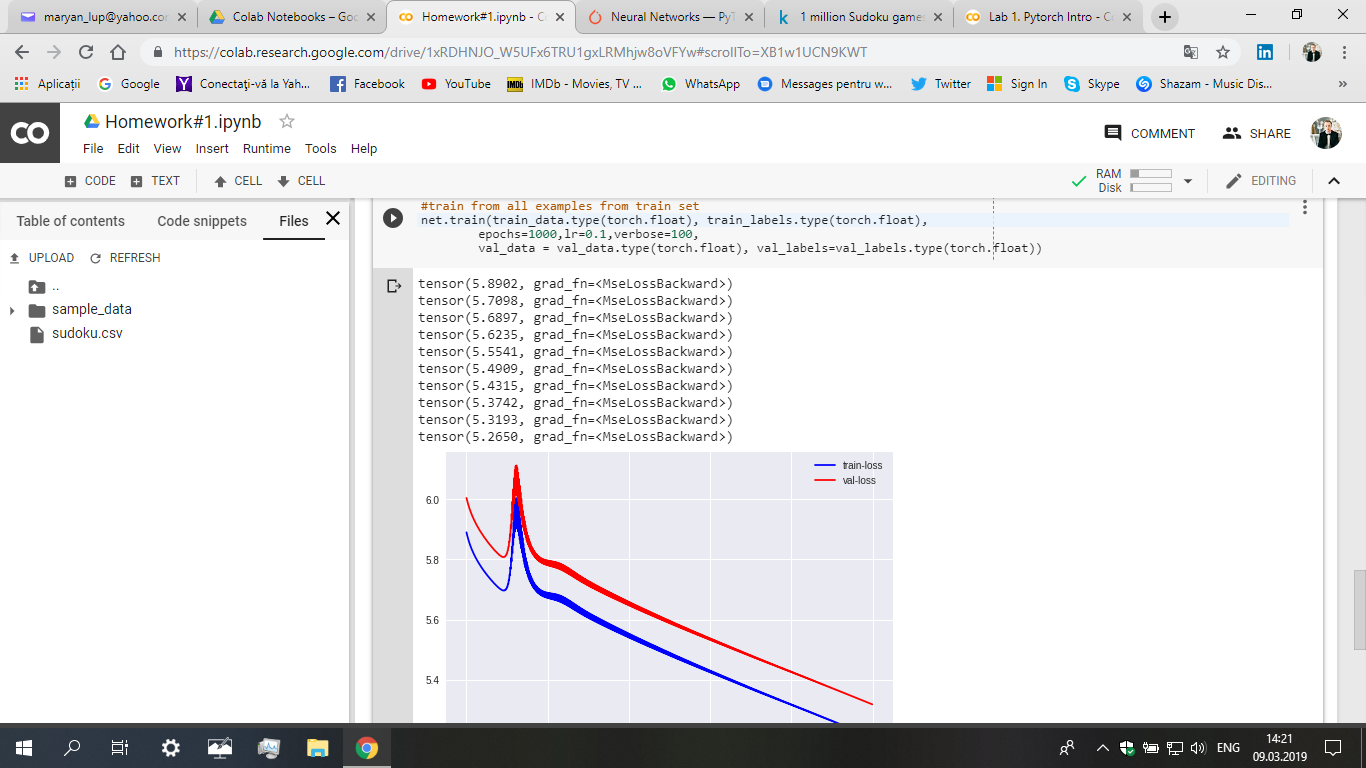 maryan_lup@yahoo.co
Colab Notebooks – Goo
Homework#1.ipynb - C
Neural Networks — PyT
1 million Sudoku games
Lab 1. Pytorch Intro - Co
https://colab.research.google.com/drive/1xRDHNJO_W5UFx6TRU1gxLRMhjw8oVFYw#scrollTo=XB1w1UCN9KWT
Aplicații
Google
Conectați-vă la Yah...
Facebook
YouTube
IMDb - Movies, TV ...
WhatsApp
Messages pentru w...
Twitter
Sign In
Skype
Shazam - Music Dis...
CO
Homework#1.ipynb
COMMENT
SHARE
File Edit View Insert Runtime Tools Help
CODE TEXT CELL CELL
RAM
Disk
EDITING
Table of contents Code snippets Files
UPLOAD REFRESH
..
sample_data
sudoku.csv
#train from all examples from train set
net.train(train_data.type(torch.float), train_labels.type(torch.float),
epochs=1000,lr=0.1,verbose=100,
val_data = val_data.type(torch.float), val_labels=val_labels.type(torch.float))
tensor(5.8902, grad_fn=<MseLossBackward>)
tensor(5.7098, grad_fn=<MseLossBackward>)
tensor(5.6897, grad_fn=<MseLossBackward>)
tensor(5.6235, grad_fn=<MseLossBackward>)
tensor(5.5541, grad_fn=<MseLossBackward>)
tensor(5.4909, grad_fn=<MseLossBackward>)
tensor(5.4315, grad_fn=<MseLossBackward>)
tensor(5.3742, grad_fn=<MseLossBackward>)
tensor(5.3193, grad_fn=<MseLossBackward>)
tensor(5.2650, grad_fn=<MseLossBackward>)
train-loss
val-loss
6.0
5.8
5.6
5.4
ENG
14:21
09.03.2019